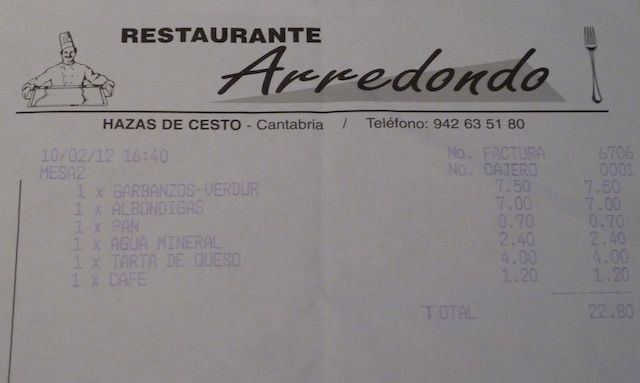 RESTAURANTE
Arredondo
HAZAS DE CESTO - Cantabria / Teléfono: 942 63 51 80
10/02/12 16:40 No. FACTURA 6706
MESA2 No. CAJERO 0001
1 x GARBANZOS-VERDUR 7.50 7.50
1 x ALBONDIGAS 7.00 7.00
1 x PAN 0.70 0.70
1 x AGUA MINERAL 2.40 2.40
1 x TARTA DE QUESO 4.00 4.00
1 x CAFE 1.20 1.20
TOTAL 22.80